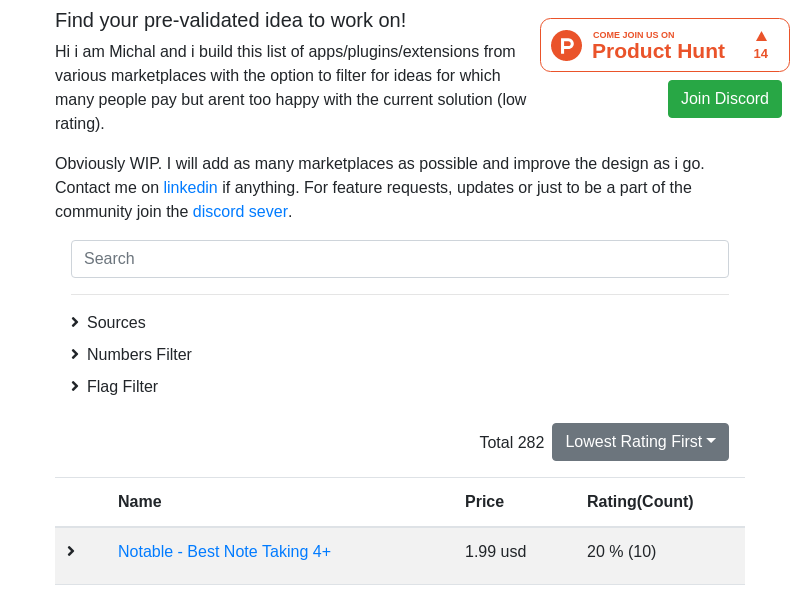 Find your pre-validated idea to work on!
Hi i am Michal and i build this list of apps/plugins/extensions from
various marketplaces with the option to filter for ideas for which
many people pay but arent too happy with the current solution (low
rating).
COME JOIN US ON
Product Hunt
14
Join Discord
Obviously WIP. I will add as many marketplaces as possible and improve the design as i go.
Contact me on linkedin if anything. For feature requests, updates or just to be a part of the
community join the discord sever.
Search
Sources
Numbers Filter
Flag Filter
Total 282 Lowest Rating First
Name Price Rating(Count)
Notable - Best Note Taking 4+ 1.99 usd 20 % (10)